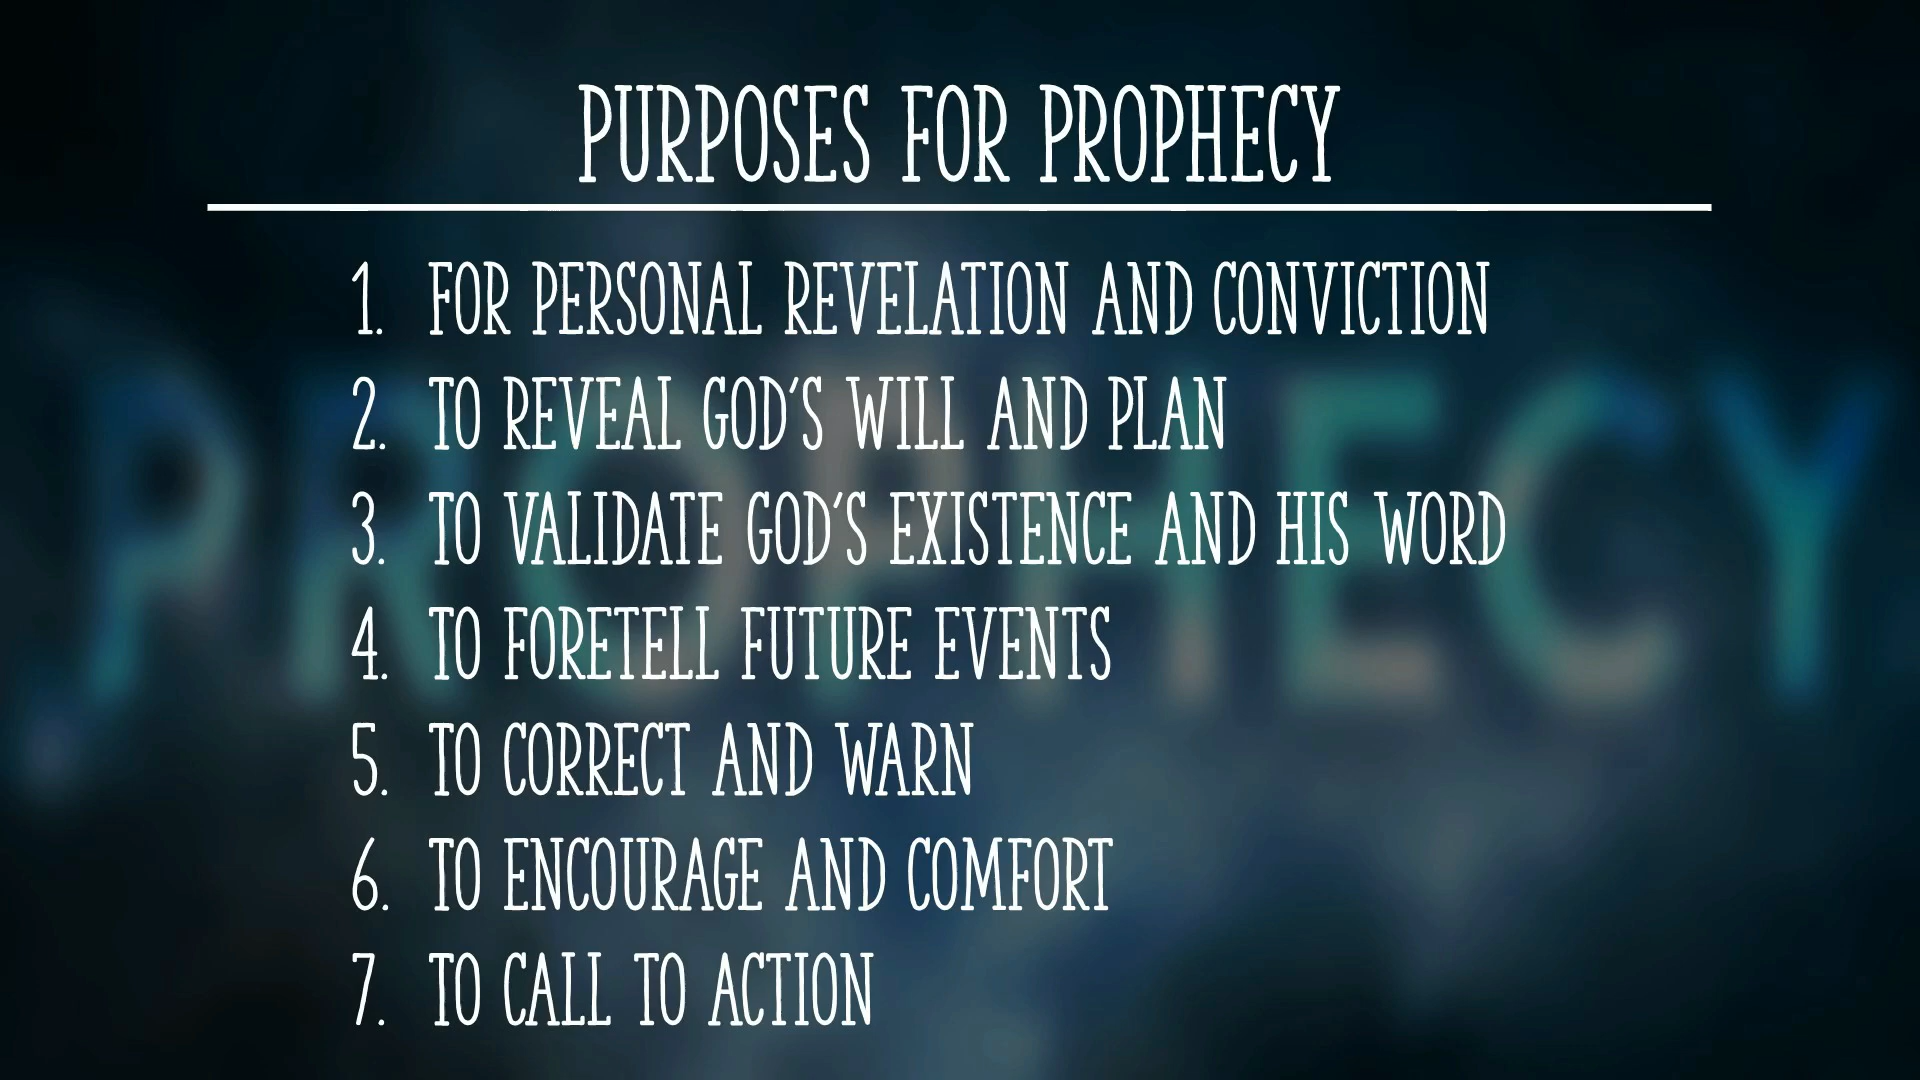 PURPOSES FOR PROPHECY
1. FOR PERSONAL REVELATION AND CONVICTION
2. TO REVEAL GOD'S WILL AND PLAN
3. TO VALIDATE GOD'S EXISTENCE AND HIS WORD
4. TO FORETELL FUTURE EVENTS
5. TO CORRECT AND WARN
6. TO ENCOURAGE AND COMFORT
7. TO CALL TO ACTION
PROPHECY